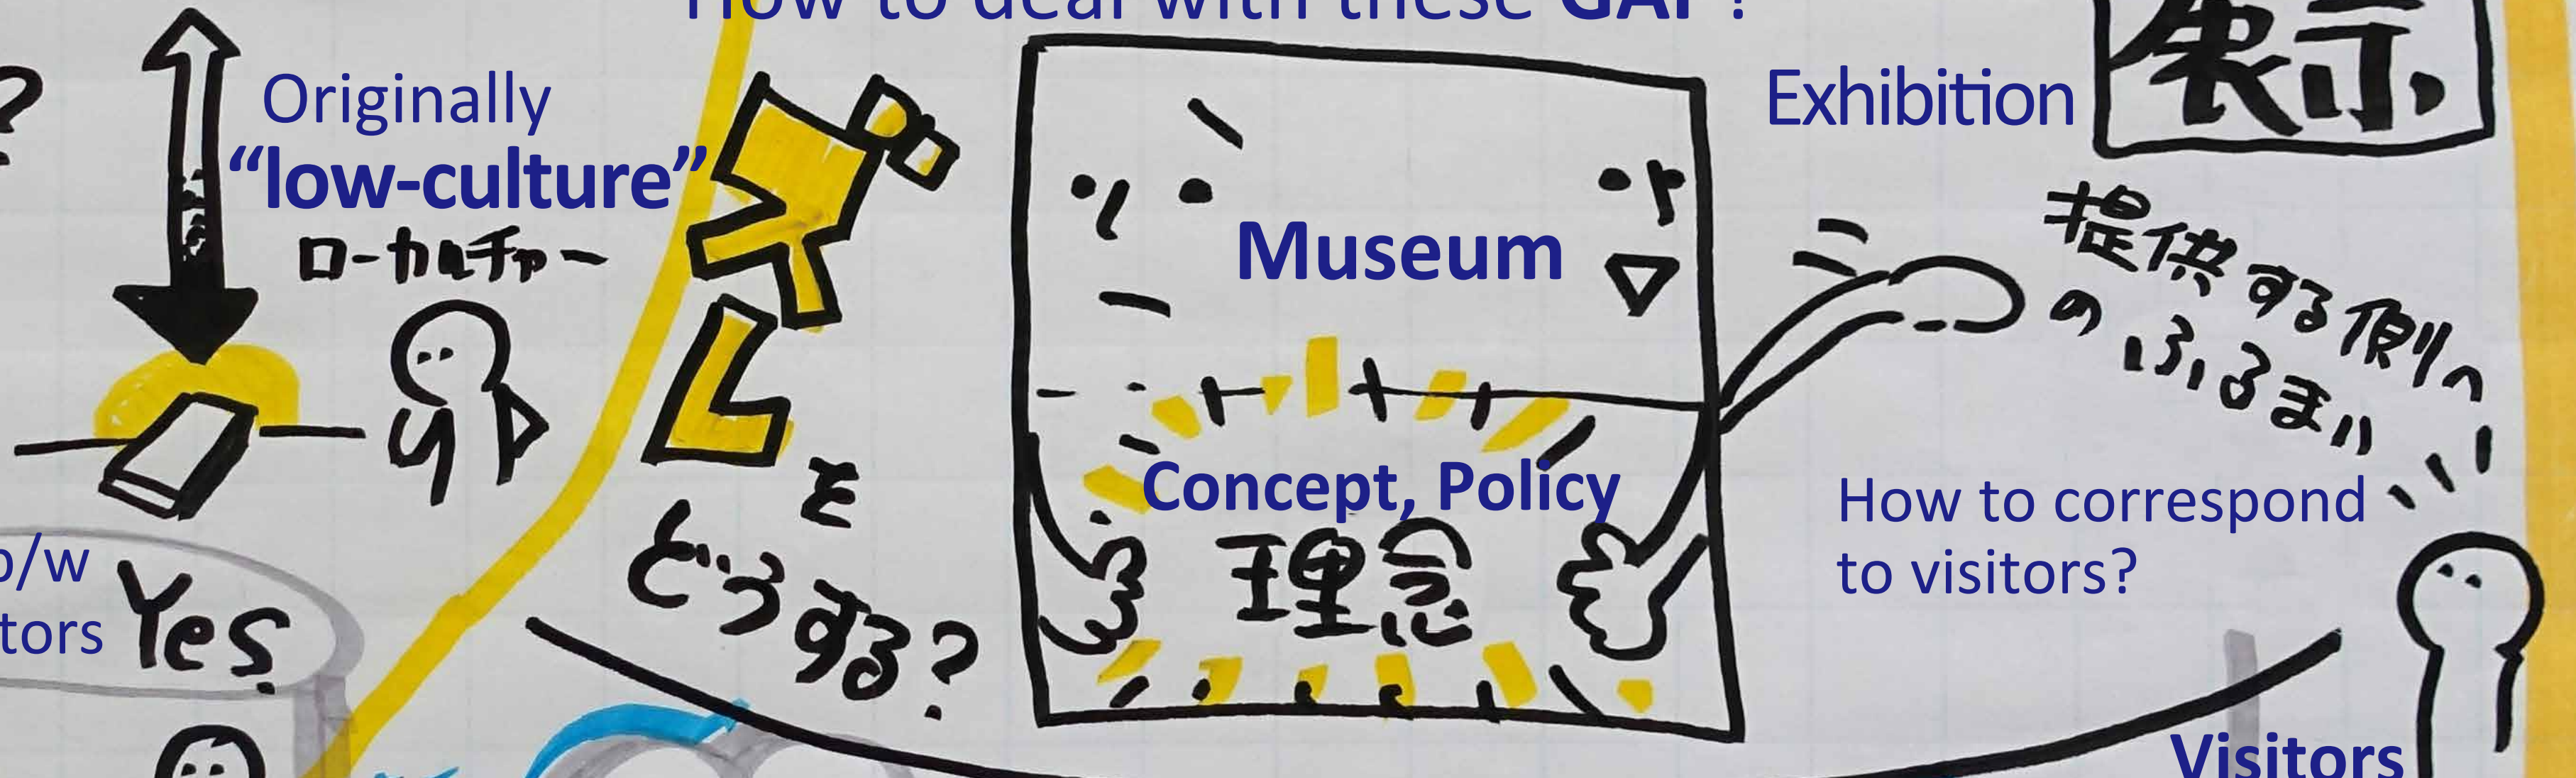 How to deal with these GAP?
Originally
“low-culture”
ローカルチャー
ズレ
を
どうする?
Museum
Concept, Policy
理念
Exhibition
展示
提供する側
のふるまい
How to correspond
to visitors?
b/w
tors
Yes
Visitors